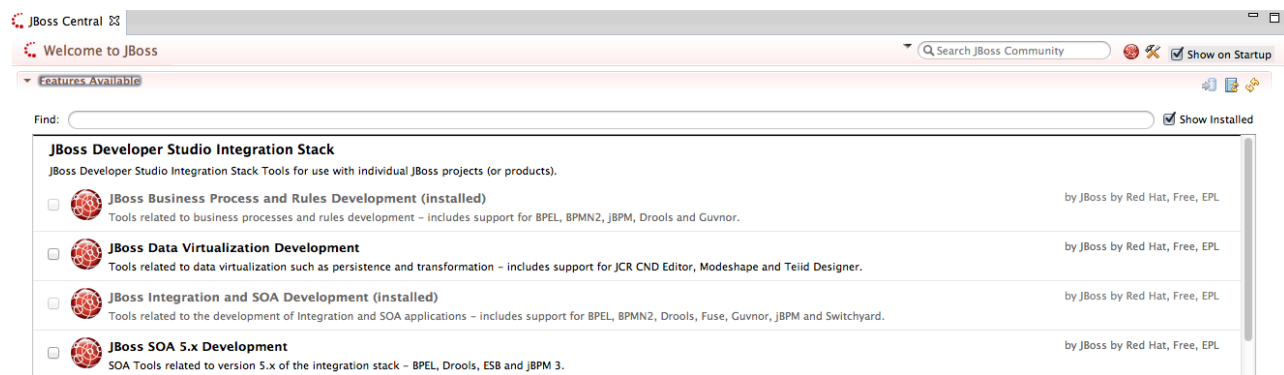 JBoss Central
Welcome to JBoss
Search JBoss Community
Show on Startup
Features Available
Find:
Show Installed
JBoss Developer Studio Integration Stack
JBoss Developer Studio Integration Stack Tools for use with individual JBoss projects (or products).
JBoss Business Process and Rules Development (installed)
by JBoss by Red Hat, Free, EPL
Tools related to business processes and rules development – includes support for BPEL, BPMN2, jBPM, Drools and Guvnor.
JBoss Data Virtualization Development
by JBoss by Red Hat, Free, EPL
Tools related to data virtualization such as persistence and transformation – includes support for JCR CND Editor, Modeshape and Teiid Designer.
JBoss Integration and SOA Development (installed)
by JBoss by Red Hat, Free, EPL
Tools related to the development of Integration and SOA applications – includes support for BPEL, BPMN2, Drools, Fuse, Guvnor, jBPM and Switchyard.
JBoss SOA 5.x Development
by JBoss by Red Hat, Free, EPL
SOA Tools related to version 5.x of the integration stack – BPEL, Drools, ESB and jBPM 3.